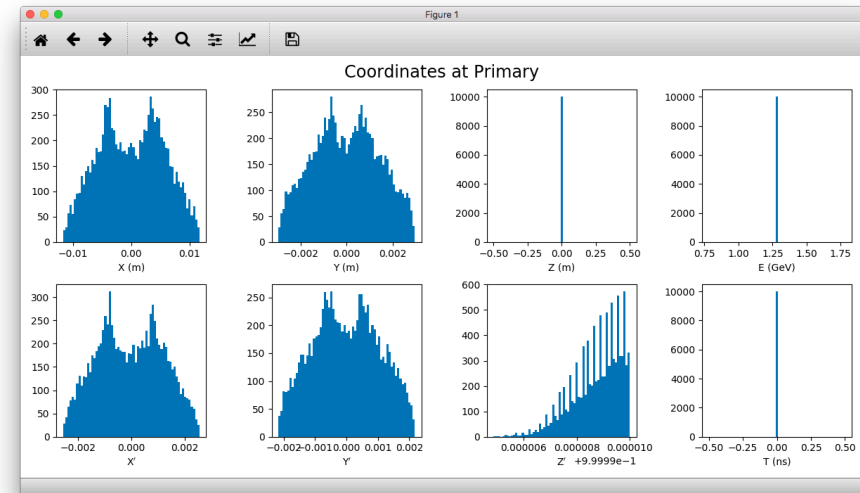 Figure 1
Coordinates at Primary
300
250
200
150
100
50
0
−0.01 0.00 0.01
X (m)
250
200
150
100
50
0
−0.002 0.000 0.002
Y (m)
10000
8000
6000
4000
2000
0
−0.50 −0.25 0.00 0.25 0.50
Z (m)
10000
8000
6000
4000
2000
0
0.75 1.00 1.25 1.50 1.75
E (GeV)
300
250
200
150
100
50
0
−0.002 0.000 0.002
X′
250
200
150
100
50
0
−0.002 −0.001 0.000 0.001 0.002
Y′
600
500
400
300
200
100
0
0.000006 0.000008 0.000010
Z′ +9.9999e−1
10000
8000
6000
4000
2000
0
−0.50 −0.25 0.00 0.25 0.50
T (ns)